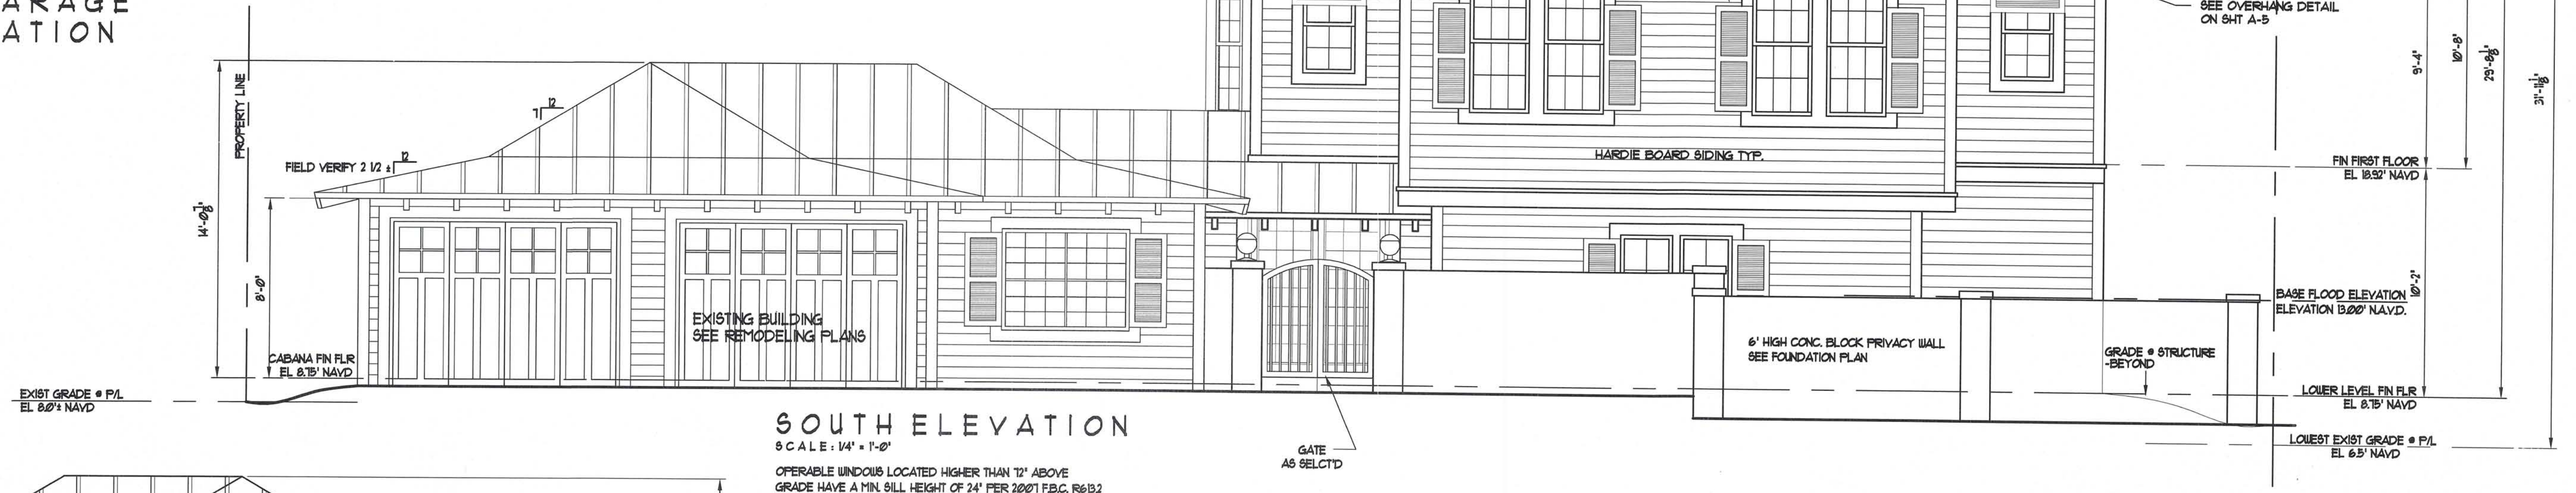 ARAGE
ATION
SEE OVERHANG DETAIL
ON SHT A-5
PROPERTY LINE
12
7
FIELD VERIFY 2 1/2 ±
12
14'-0 1/8"
8'-0"
CABANA FIN FLR
EL 8.75' NAVD
EXIST GRADE @ P/L
EL 8.0'± NAVD
EXISTING BUILDING
SEE REMODELING PLANS
HARDIE BOARD SIDING TYP.
9'-4"
10'-8"
29'-8 1/8"
31'-11 1/8"
FIN FIRST FLOOR
EL 18.92' NAVD
10'-2"
BASE FLOOD ELEVATION
ELEVATION 13.00' N.A.V.D.
6' HIGH CONC. BLOCK PRIVACY WALL
SEE FOUNDATION PLAN
GRADE @ STRUCTURE
-BEYOND
LOWER LEVEL FIN FLR
EL 8.75' NAVD
LOWEST EXIST GRADE @ P/L
EL 6.5' NAVD
GATE
AS SELCT'D
SOUTH ELEVATION
SCALE: 1/4" = 1'-0"
OPERABLE WINDOWS LOCATED HIGHER THAN 72" ABOVE
GRADE HAVE A MIN. SILL HEIGHT OF 24" PER 2007 F.B.C. R613.2